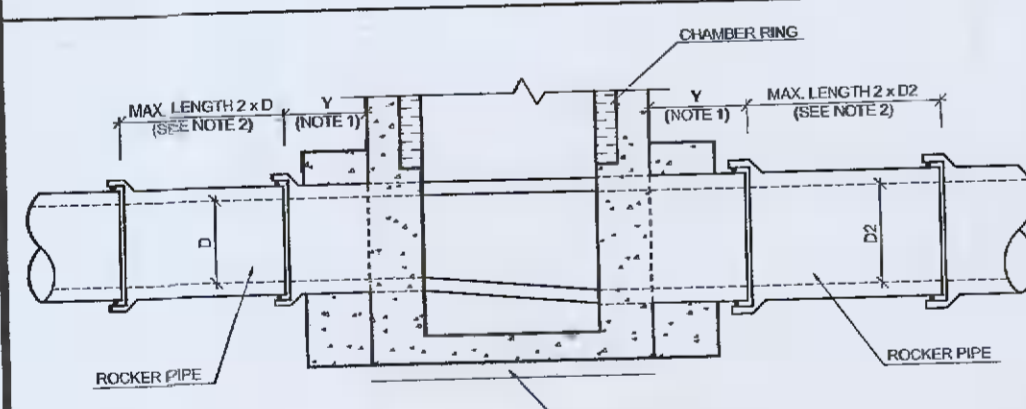 CHAMBER RING
MAX. LENGTH 2 x D
(SEE NOTE 2)
Y
(NOTE 1)
Y
(NOTE 1)
MAX. LENGTH 2 x D2
(SEE NOTE 2)
D
D2
ROCKER PIPE
ROCKER PIPE